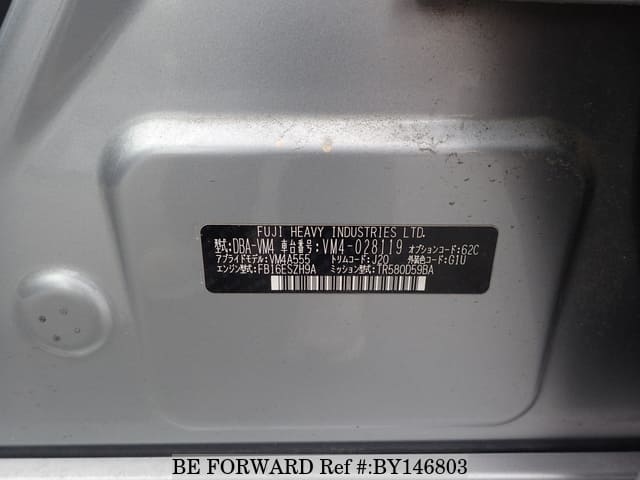 FUJI HEAVY INDUSTRIES LTD.
型式:DBA-VM4 車台番号:VM4-028119 オプションコード:62C
アプライドモデル:VM4A555 トリムコード:J20 外装色コード:G1U
エンジン型式:FB16ESZH9A ミッション型式:TR580D59BA
BE FORWARD Ref #:BY146803